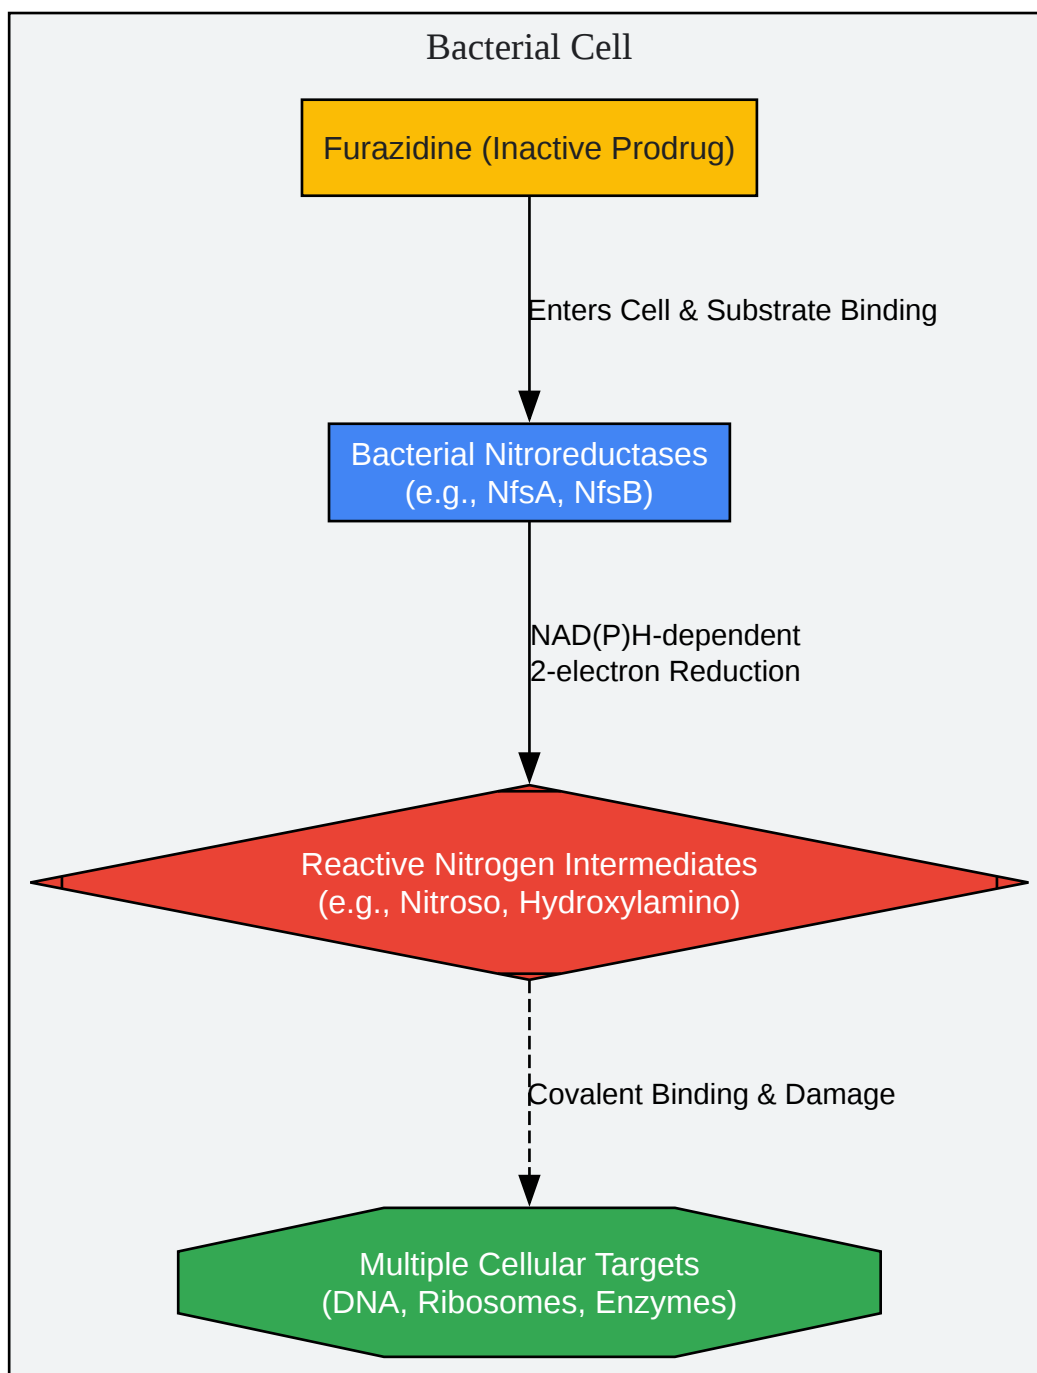 Bacterial Cell
Furazidine (Inactive Prodrug)
Enters Cell & Substrate Binding
Bacterial Nitroreductases
(e.g., NfsA, NfsB)
NAD(P)H-dependent
2-electron Reduction
Reactive Nitrogen Intermediates
(e.g., Nitroso, Hydroxylamino)
Covalent Binding & Damage
Multiple Cellular Targets
(DNA, Ribosomes, Enzymes)